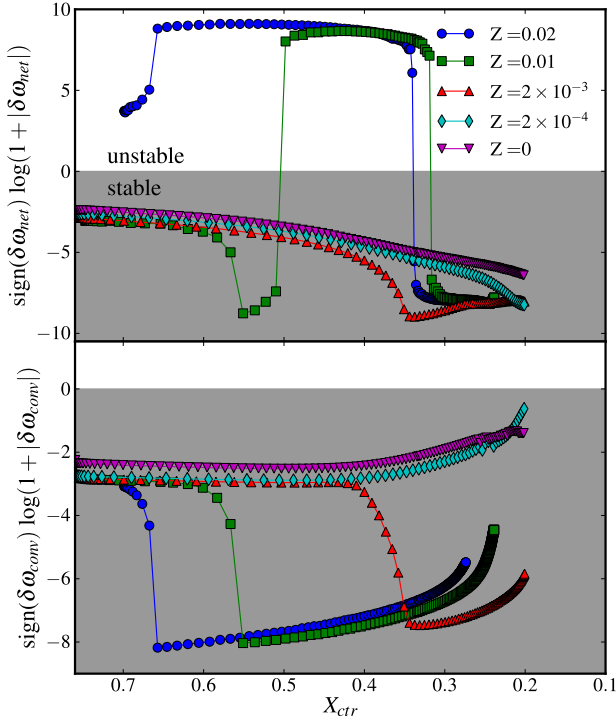 10
5
0
−5
−10
sign(δω_net) log(1+|δω_net|)
Z=0.02
Z=0.01
Z=2×10⁻³
Z=2×10⁻⁴
Z=0
unstable
stable
0
−2
−4
−6
−8
sign(δω_conv) log(1+|δω_conv|)
0.7 0.6 0.5 0.4 0.3 0.2 0.1
X_ctr